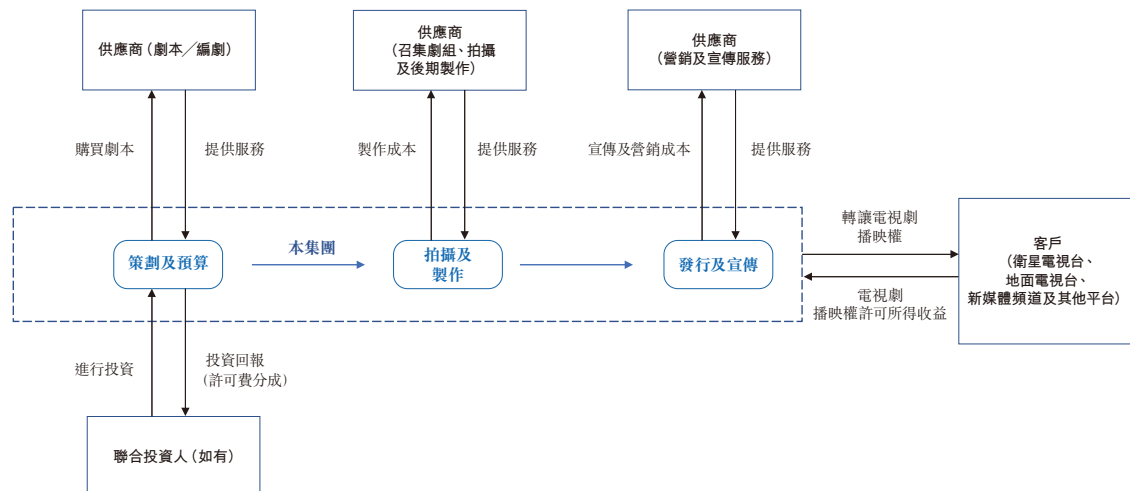 供應商（劇本／編劇）
供應商
（召集劇組、拍攝
及後期製作）
供應商
（營銷及宣傳服務）
購買劇本
提供服務
製作成本
提供服務
宣傳及營銷成本
提供服務
本集團
策劃及預算
拍攝及
製作
發行及宣傳
轉讓電視劇
播映權
電視劇
播映權許可所得收益
客戶
（衛星電視台、
地面電視台、
新媒體頻道及其他平台）
進行投資
投資回報
（許可費分成）
聯合投資人（如有）